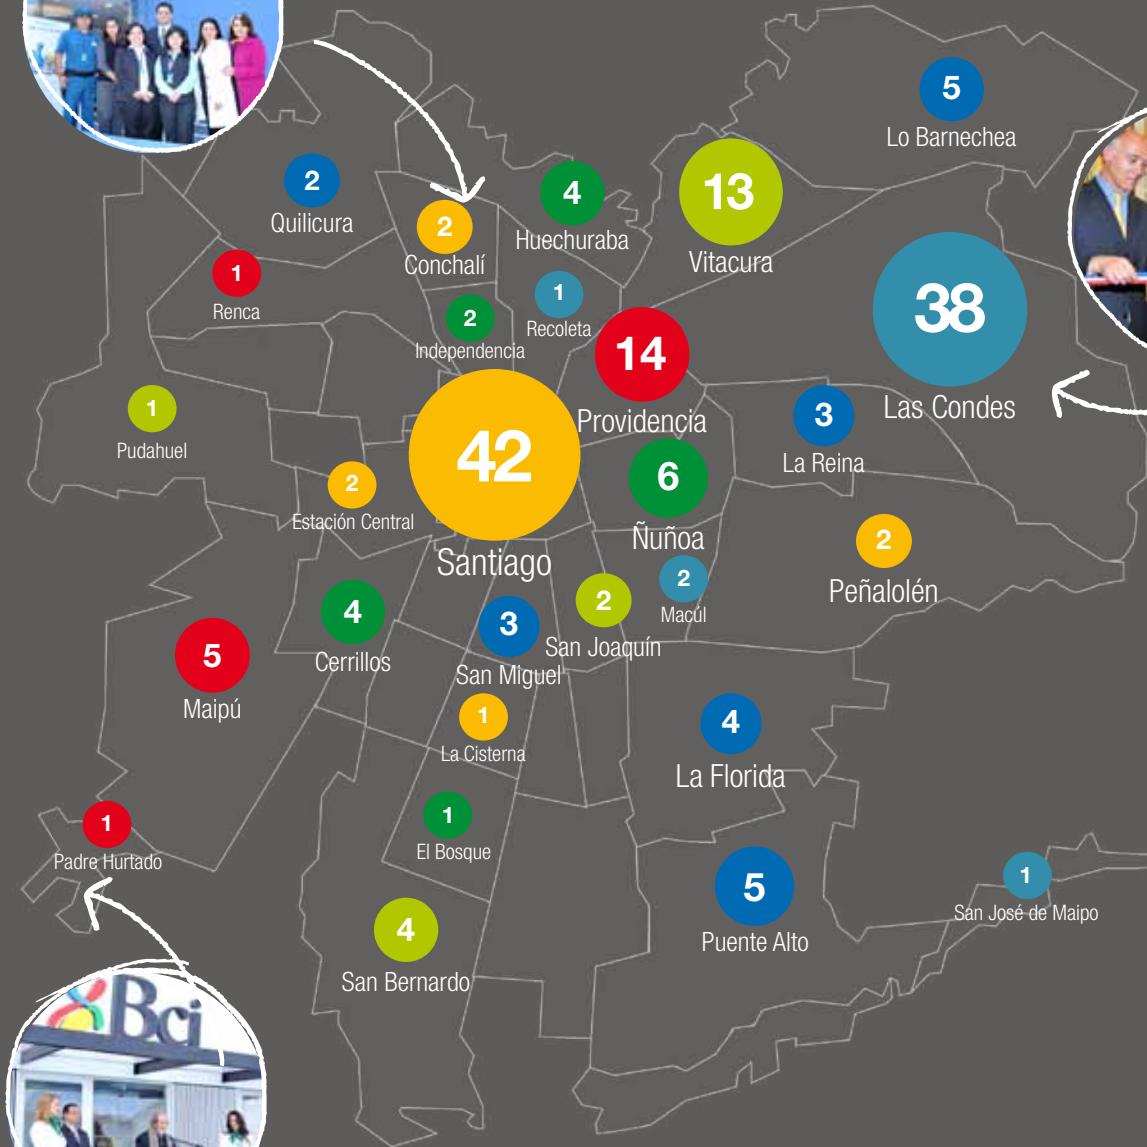 5
Lo Barnechea
2
Quilicura
4
Huechuraba
13
Vitacura
2
Conchalí
1
Renca
1
Recoleta
2
Independencia
38
Las Condes
14
Providencia
1
Pudahuel
3
La Reina
42
Santiago
6
Ñuñoa
2
Estación Central
2
Peñalolén
2
Macúl
2
San Joaquín
4
Cerrillos
3
San Miguel
5
Maipú
1
La Cisterna
4
La Florida
1
Padre Hurtado
1
El Bosque
5
Puente Alto
1
San José de Maipo
4
San Bernardo
Bci